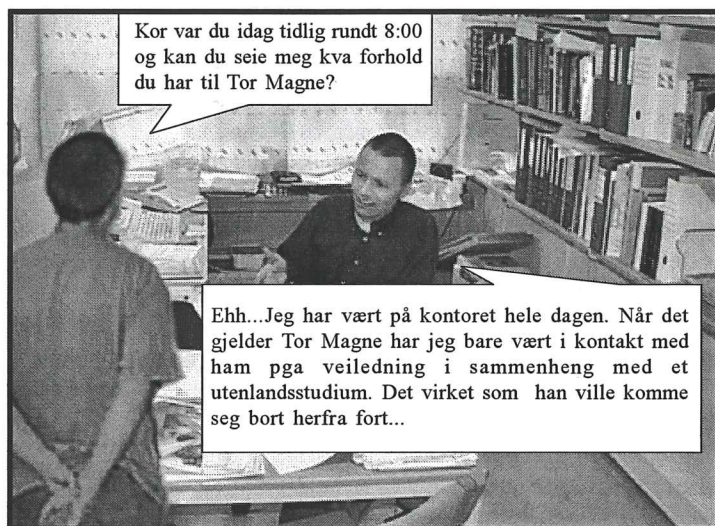 Kor var du idag tidlig rundt 8:00
og kan du seie meg kva forhold
du har til Tor Magne?
Ehh...Jeg har vært på kontoret hele dagen. Når det
gjelder Tor Magne har jeg bare vært i kontakt med
ham pga veiledning i sammenheng med et
utenlandsstudium. Det virket som han ville komme
seg bort herfra fort...